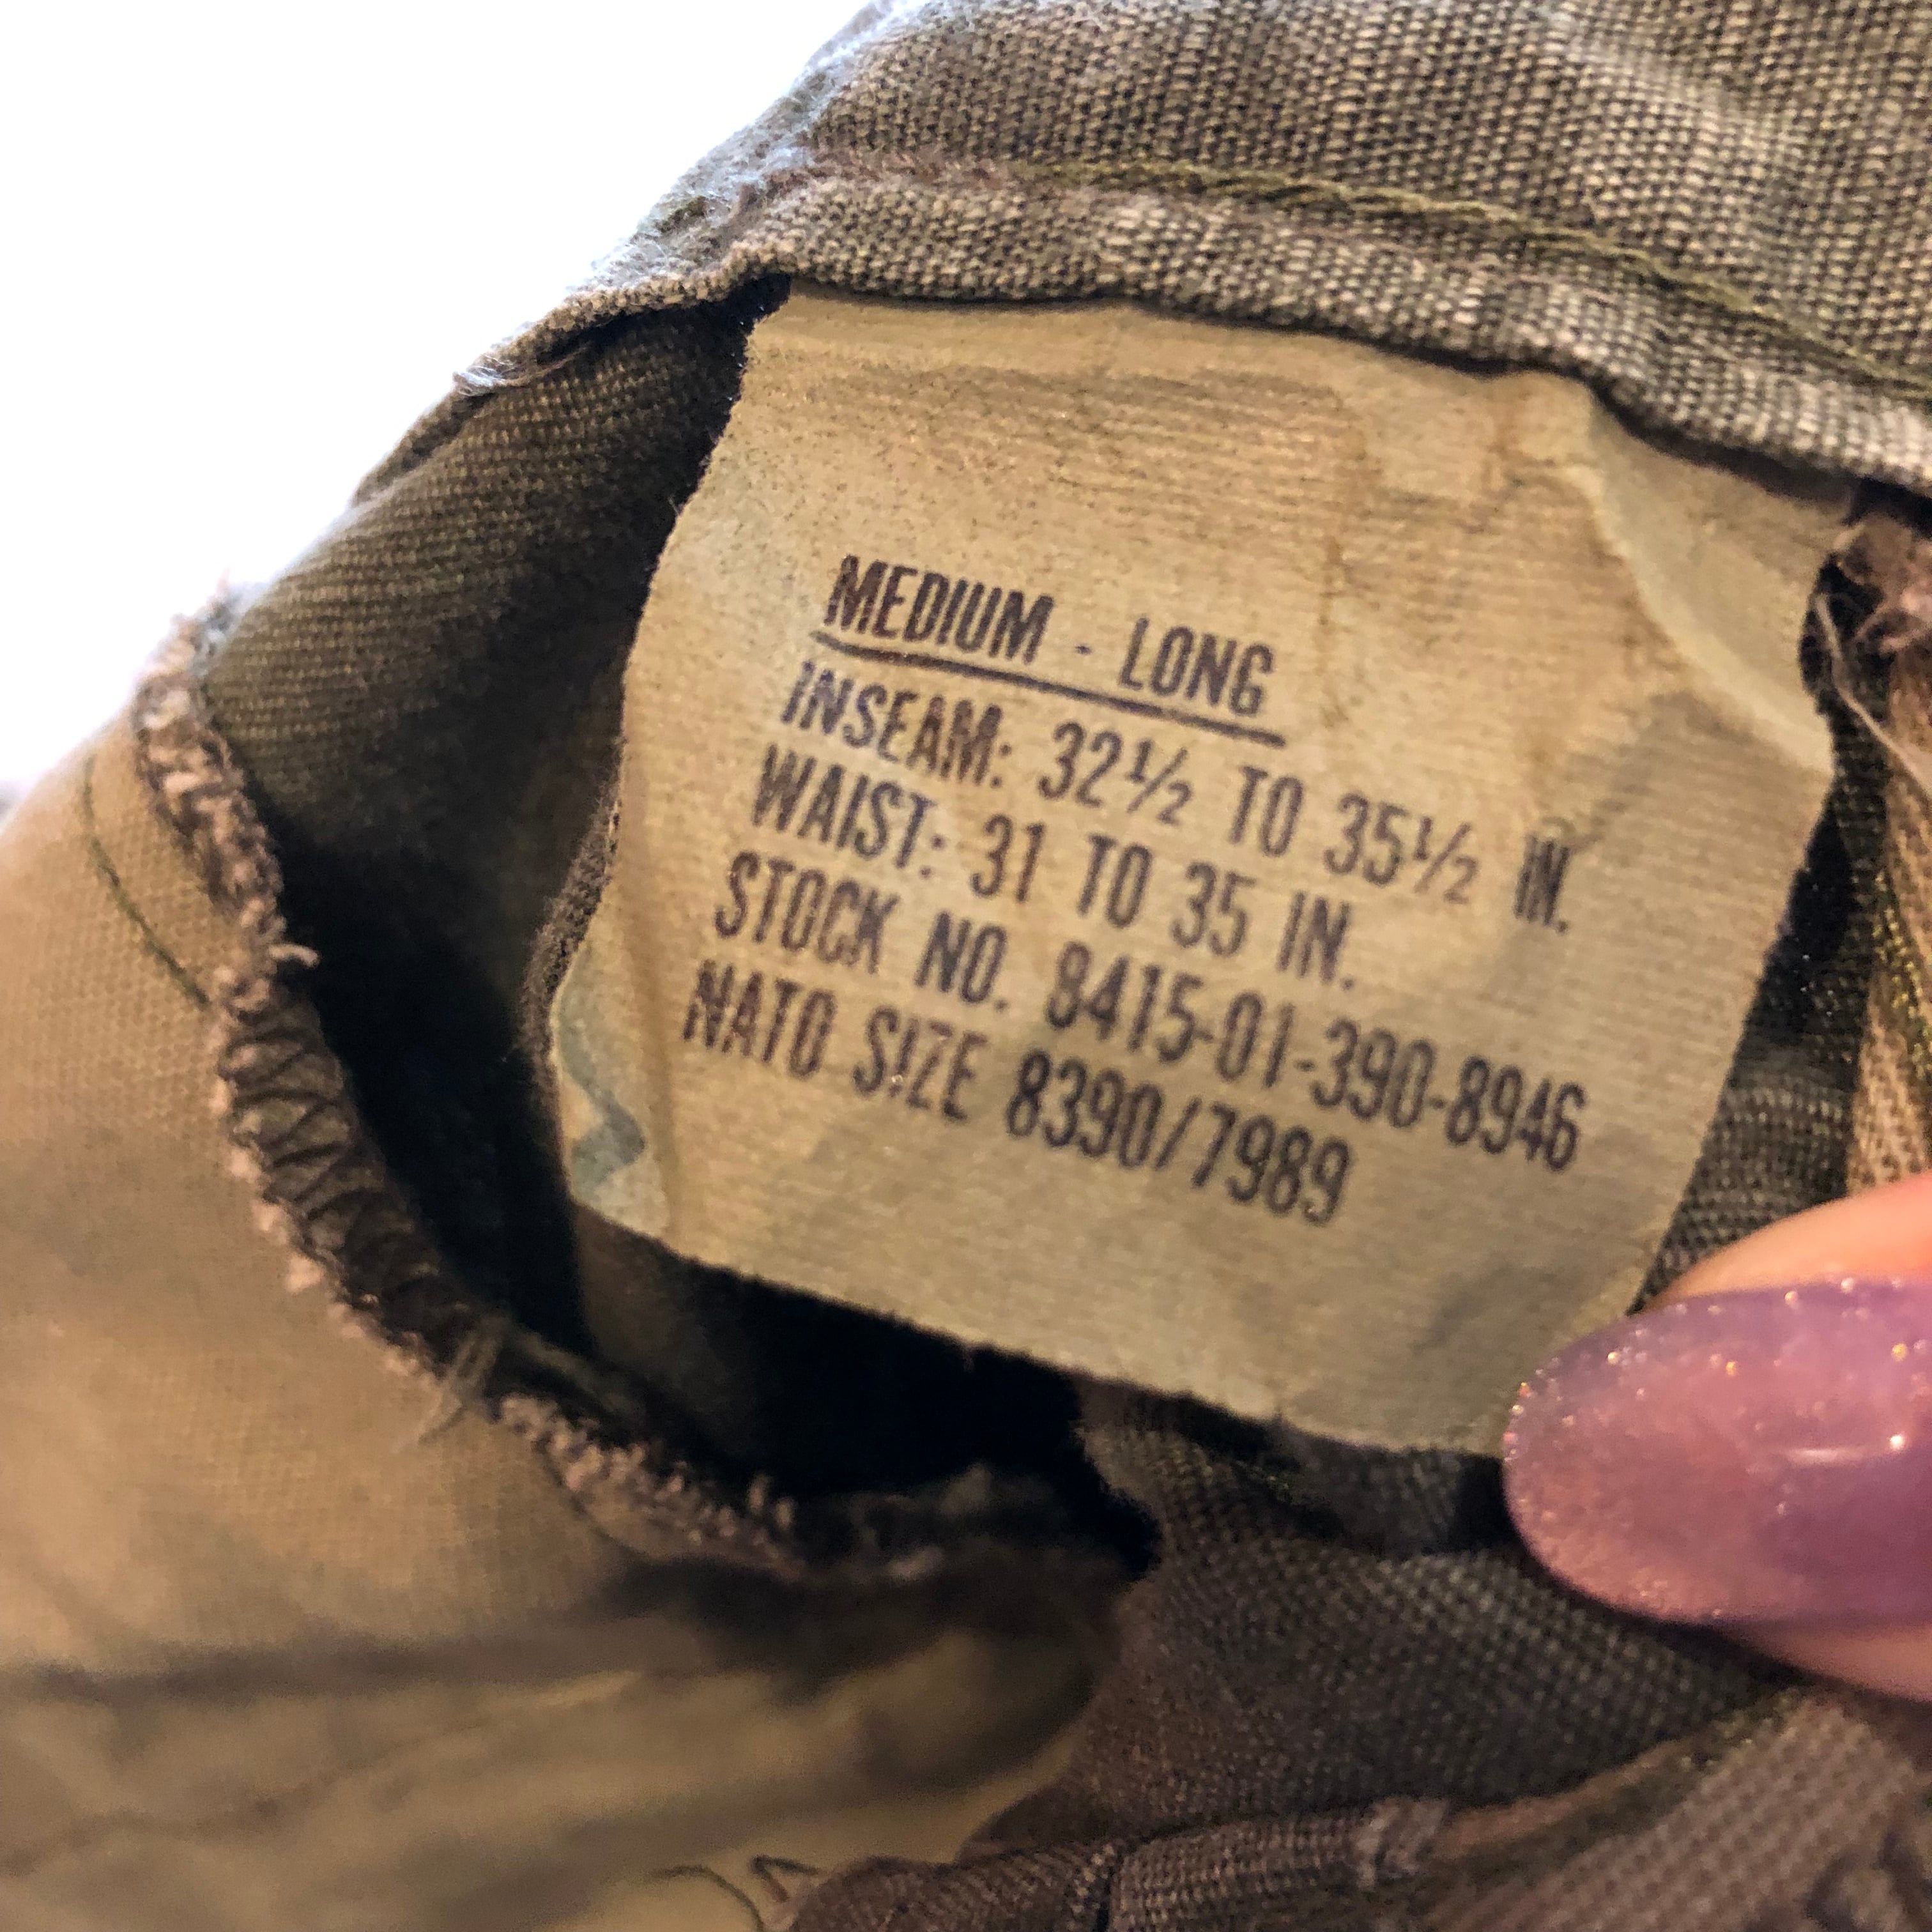 MEDIUM - LONG
INSEAM: 32½ TO 35½ IN.
WAIST: 31 TO 35 IN.
STOCK NO. 8415-01-390-8946
NATO SIZE 8390/7989